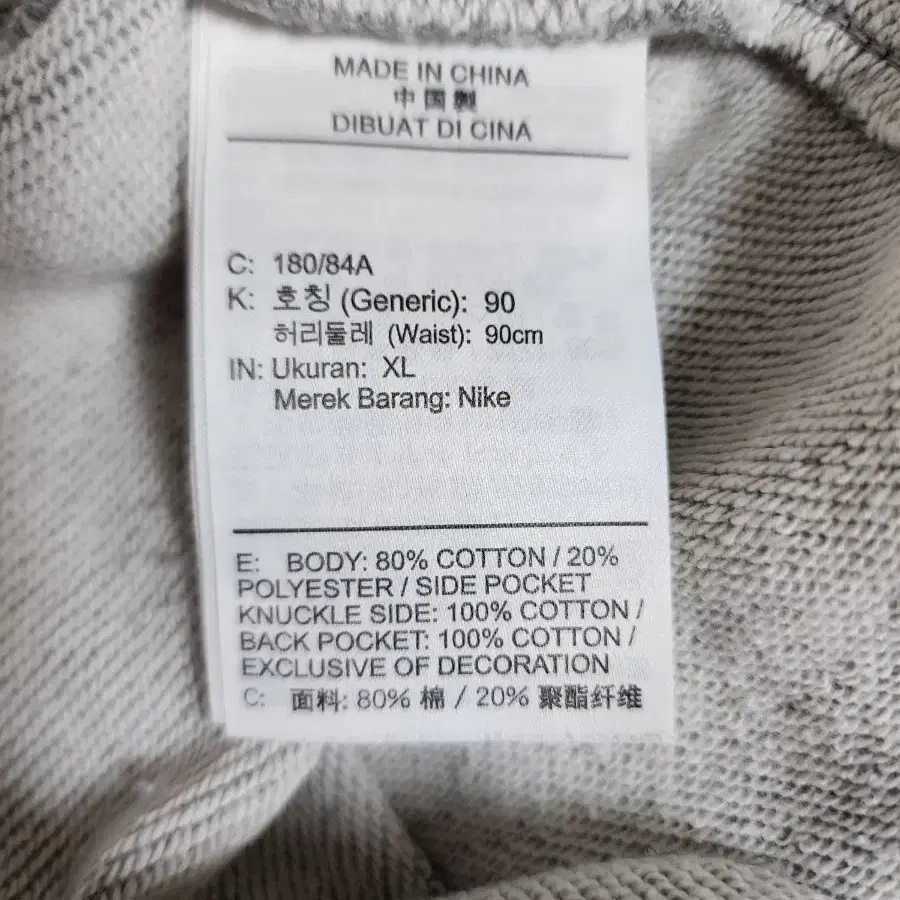 MADE IN CHINA
中国製
DIBUAT DI CINA
C: 180/84A
K: 호칭 (Generic): 90
허리둘레 (Waist): 90cm
IN: Ukuran: XL
Merek Barang: Nike
E: BODY: 80% COTTON / 20%
POLYESTER / SIDE POCKET
KNUCKLE SIDE: 100% COTTON /
BACK POCKET: 100% COTTON /
EXCLUSIVE OF DECORATION
C: 面料: 80% 棉 / 20% 聚酯纤维